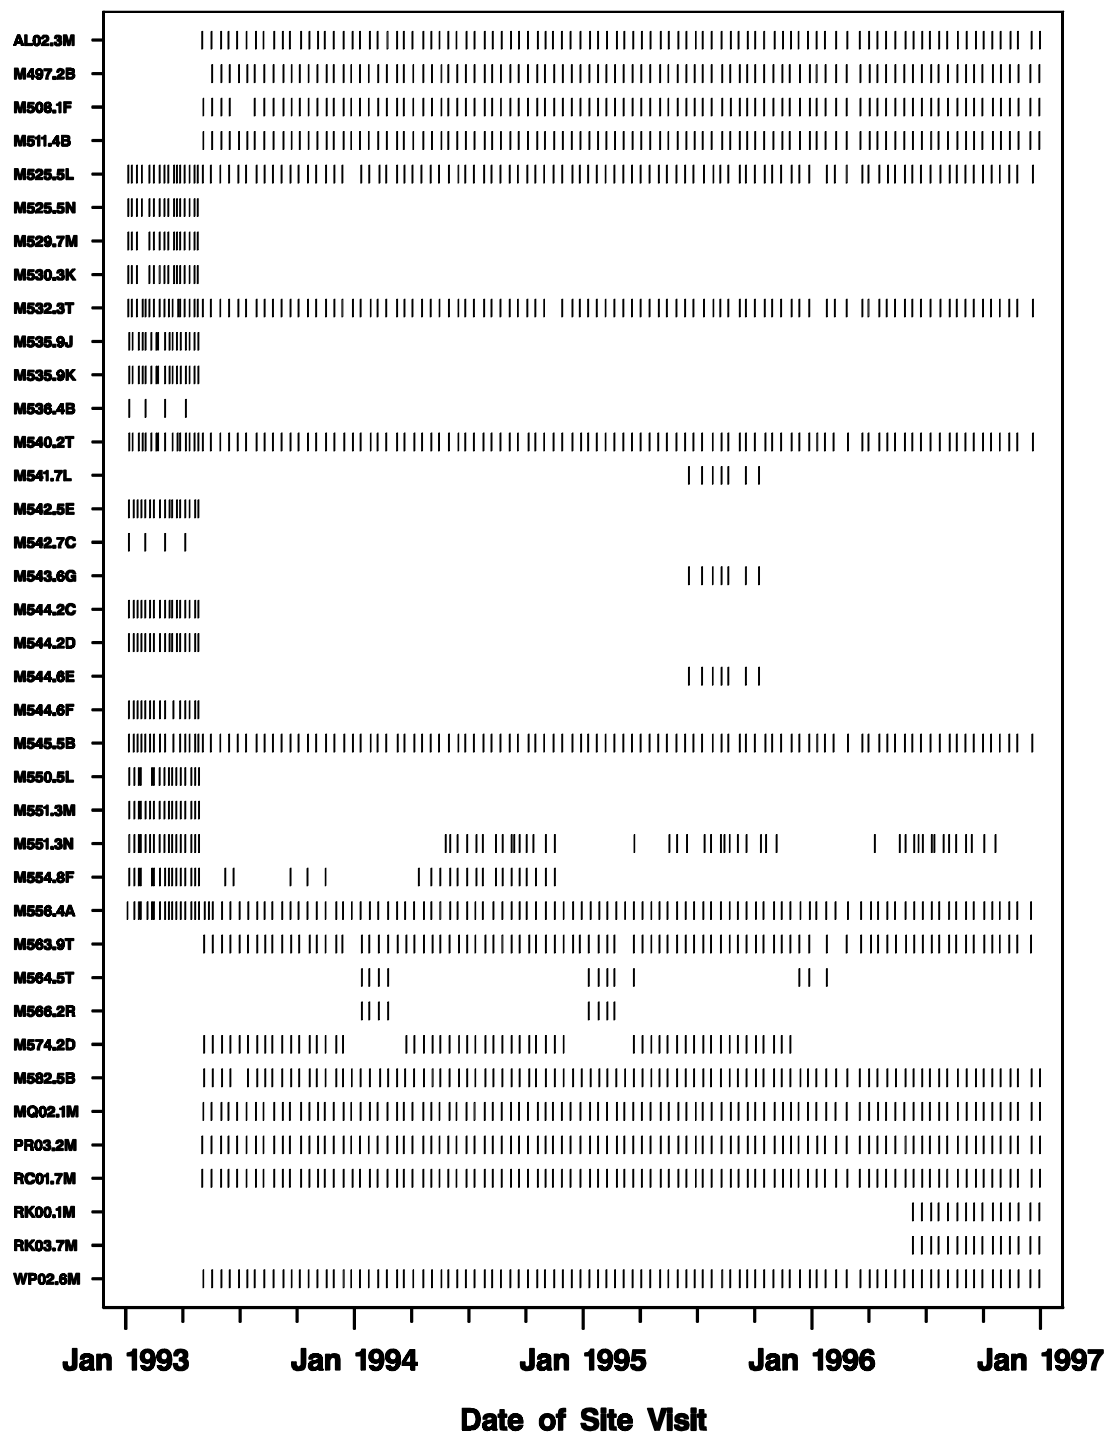 AL02.3M
M497.2B
M508.1F
M511.4B
M525.5L
M525.5N
M529.7M
M530.3K
M532.3T
M535.9J
M535.9K
M536.4B
M540.2T
M541.7L
M542.5E
M542.7C
M543.6G
M544.2C
M544.2D
M544.6E
M544.6F
M545.5B
M550.5L
M551.3M
M551.3N
M554.8F
M556.4A
M563.9T
M564.5T
M566.2R
M574.2D
M582.5B
MQ02.1M
PR03.2M
RC01.7M
RK00.1M
RK03.7M
WP02.6M
Jan 1993 Jan 1994 Jan 1995 Jan 1996 Jan 1997
Date of Site Visit